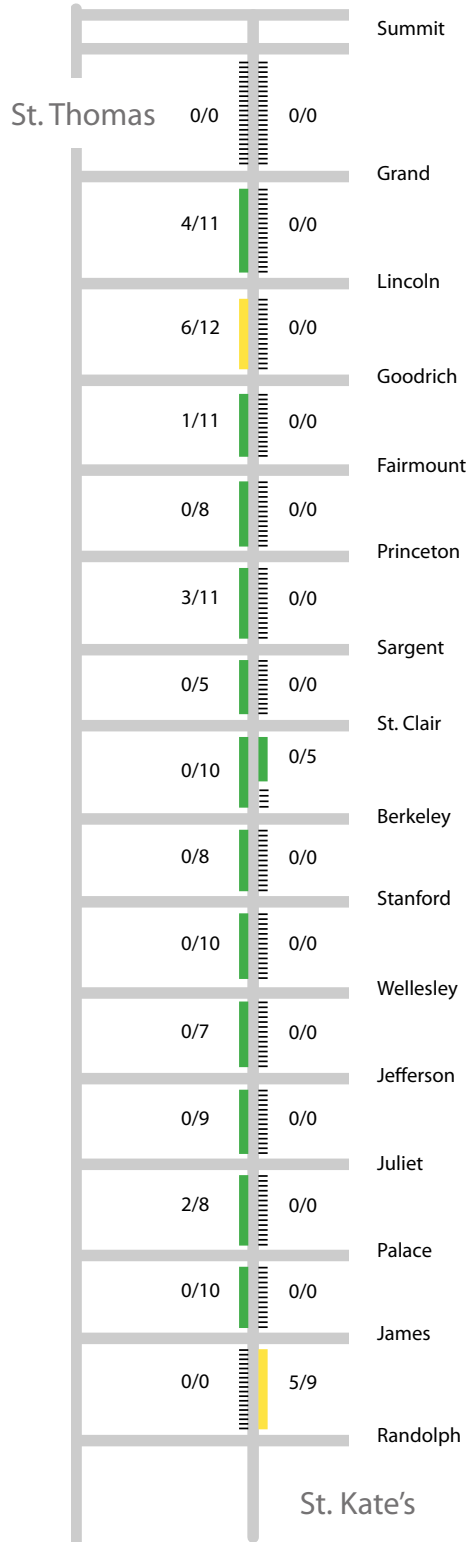 Summit
St. Thomas 0/0 0/0
Grand
4/11 0/0
Lincoln
6/12 0/0
Goodrich
1/11 0/0
Fairmount
0/8 0/0
Princeton
3/11 0/0
Sargent
0/5 0/0
St. Clair
0/5
0/10
Berkeley
0/8 0/0
Stanford
0/10 0/0
Wellesley
0/7 0/0
Jefferson
0/9 0/0
Juliet
2/8 0/0
Palace
0/10 0/0
James
0/0 5/9
Randolph
St. Kate's